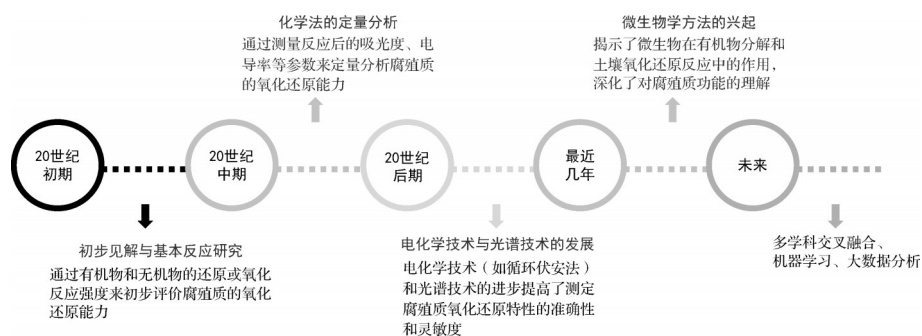 化学法的定量分析
通过测量反应后的吸光度、电
导率等参数来定量分析腐殖质
的氧化还原能力
微生物学方法的兴起
揭示了微生物在有机物分解和
土壤氧化还原反应中的作用，
深化了对腐殖质功能的理解
20世纪
初期
20世纪
中期
20世纪
后期
最近
几年
未来
初步见解与基本反应研究
通过有机物和无机物的还原或氧化
反应强度来初步评价腐殖质的氧化
还原能力
电化学技术与光谱技术的发展
电化学技术（如循环伏安法）
和光谱技术的进步提高了测定
腐殖质氧化还原特性的准确性
和灵敏度
多学科交叉融合、
机器学习、大数据分析